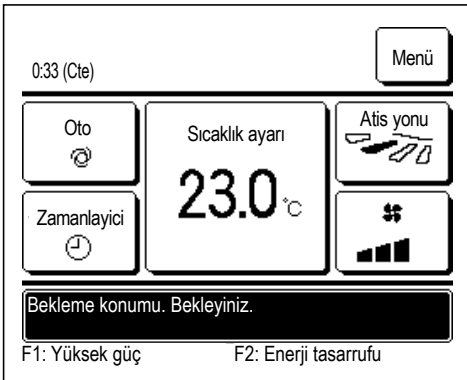 0:33 (Cte)
Menü
Oto
Sıcaklık ayarı
Atis yonu
23.0 °C
Zamanlayici
Bekleme konumu. Bekleyiniz.
F1: Yüksek güç
F2: Enerji tasarrufu